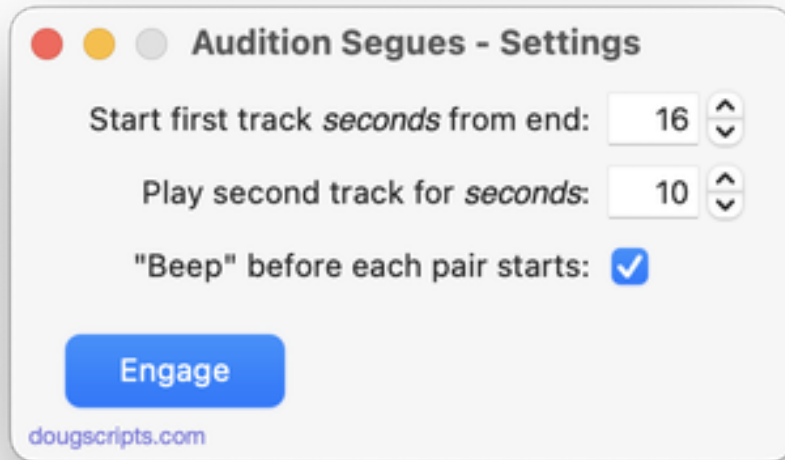 Audition Segues - Settings
Start first track seconds from end: 16
Play second track for seconds: 10
"Beep" before each pair starts:
Engage
dougscripts.com